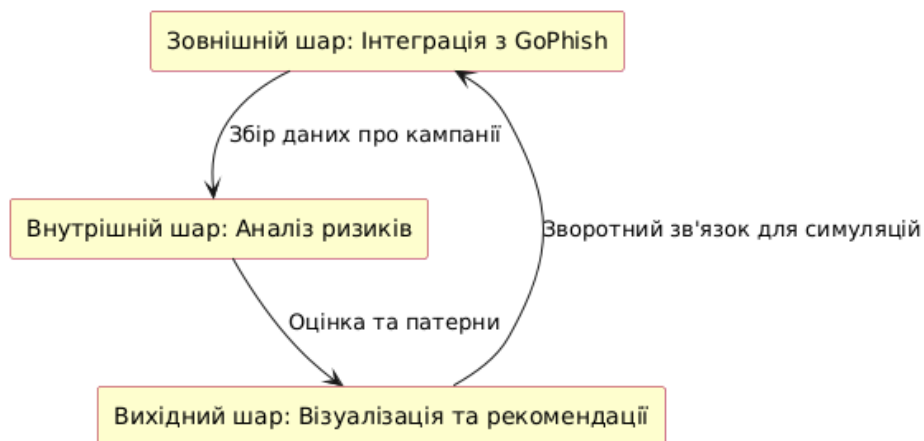 Зовнішній шар: Інтеграція з GoPhish
Збір даних про кампанії
Внутрішній шар: Аналіз ризиків
Зворотний зв'язок для симуляцій
Оцінка та патерни
Вихідний шар: Візуалізація та рекомендації